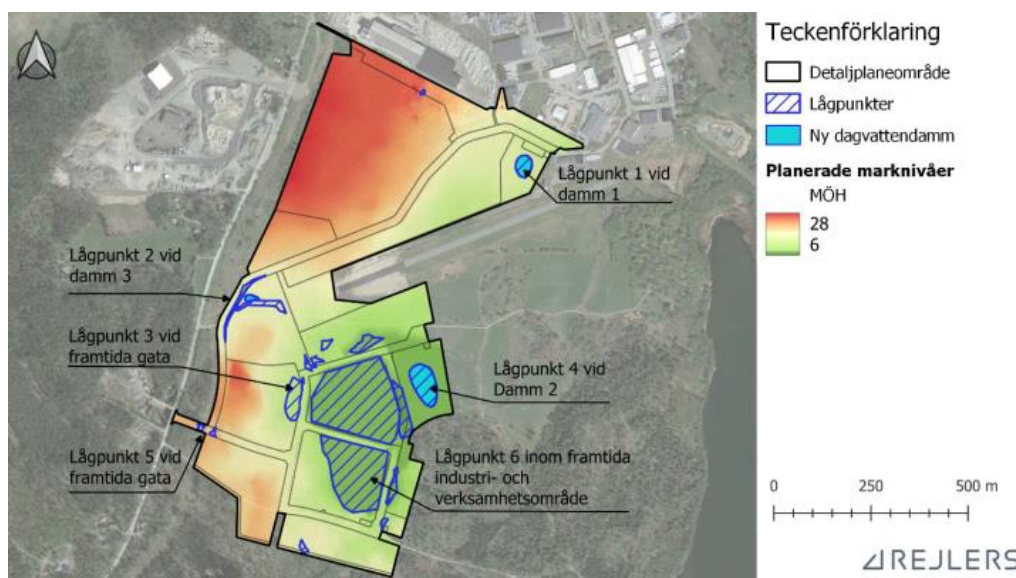 Teckenförklaring
Detaljplaneområde
Lågpunkter
Ny dagvattendamm
Planerade marknivåer
MÖH
28
6
Lågpunkt 1 vid
damm 1
Lågpunkt 2 vid
damm 3
Lågpunkt 3 vid
framtida gata
Lågpunkt 4 vid
Damm 2
Lågpunkt 5 vid
framtida gata
Lågpunkt 6 inom framtida
industri- och
verksamhetsområde
0 250 500 m
REJLERS